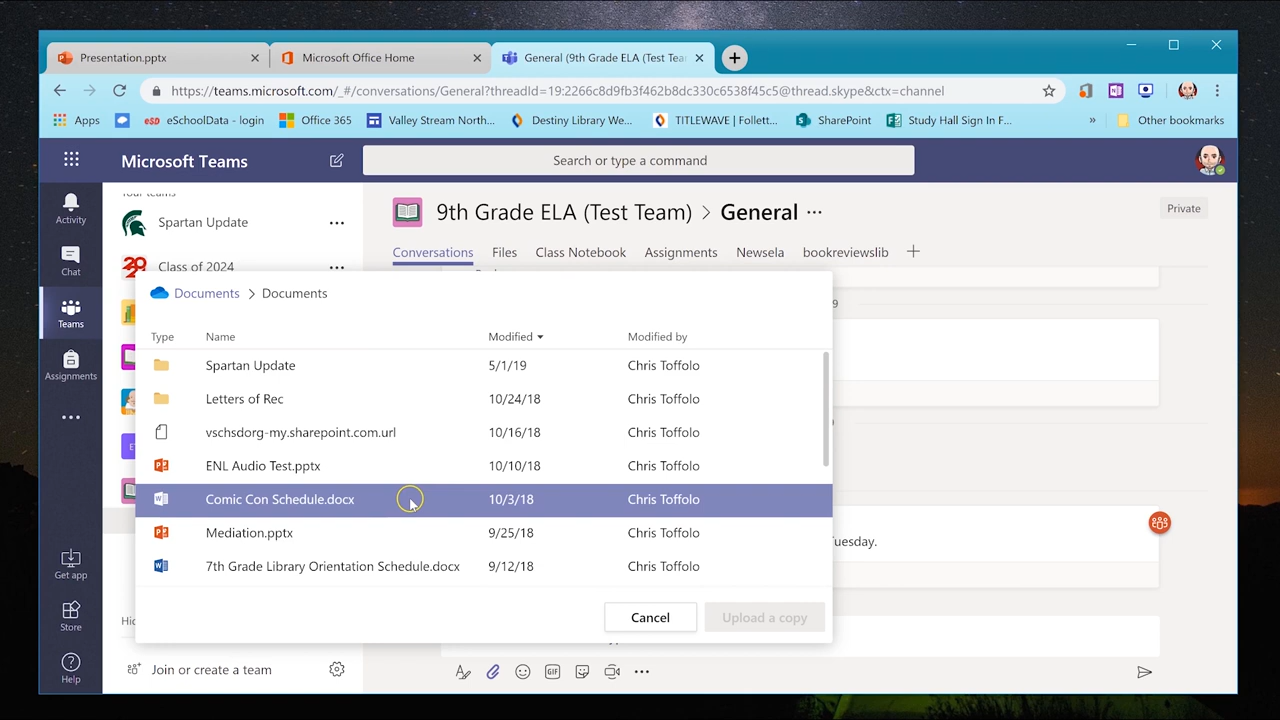 Presentation.pptx
Microsoft Office Home
General (9th Grade ELA (Test Tea
https://teams.microsoft.com/_#/conversations/General?threadId=19:2266c8d9fb3f462b8dc330c6538f45c5@thread.skype&ctx=channel
Apps
esd eSchoolData - login
Office 365
Valley Stream North...
Destiny Library We...
TITLEWAVE | Follett...
SharePoint
Study Hall Sign In F...
»
Other bookmarks
Microsoft Teams
Search or type a command
Activity
Chat
Teams
Assignments
Get app
Store
Help
Your teams
Spartan Update
Class of 2024
9th Grade ELA (Test Team) > General ...
Private
Conversations Files Class Notebook Assignments Newsela bookreviewslib +
Documents > Documents
Type Name Modified Modified by
Spartan Update 5/1/19 Chris Toffolo
Letters of Rec 10/24/18 Chris Toffolo
vschsdorg-my.sharepoint.com.url 10/16/18 Chris Toffolo
ENL Audio Test.pptx 10/10/18 Chris Toffolo
Comic Con Schedule.docx 10/3/18 Chris Toffolo
Mediation.pptx 9/25/18 Chris Toffolo
7th Grade Library Orientation Schedule.docx 9/12/18 Chris Toffolo
Cancel
Upload a copy
9
uesday.
Hi
Join or create a team
GIF